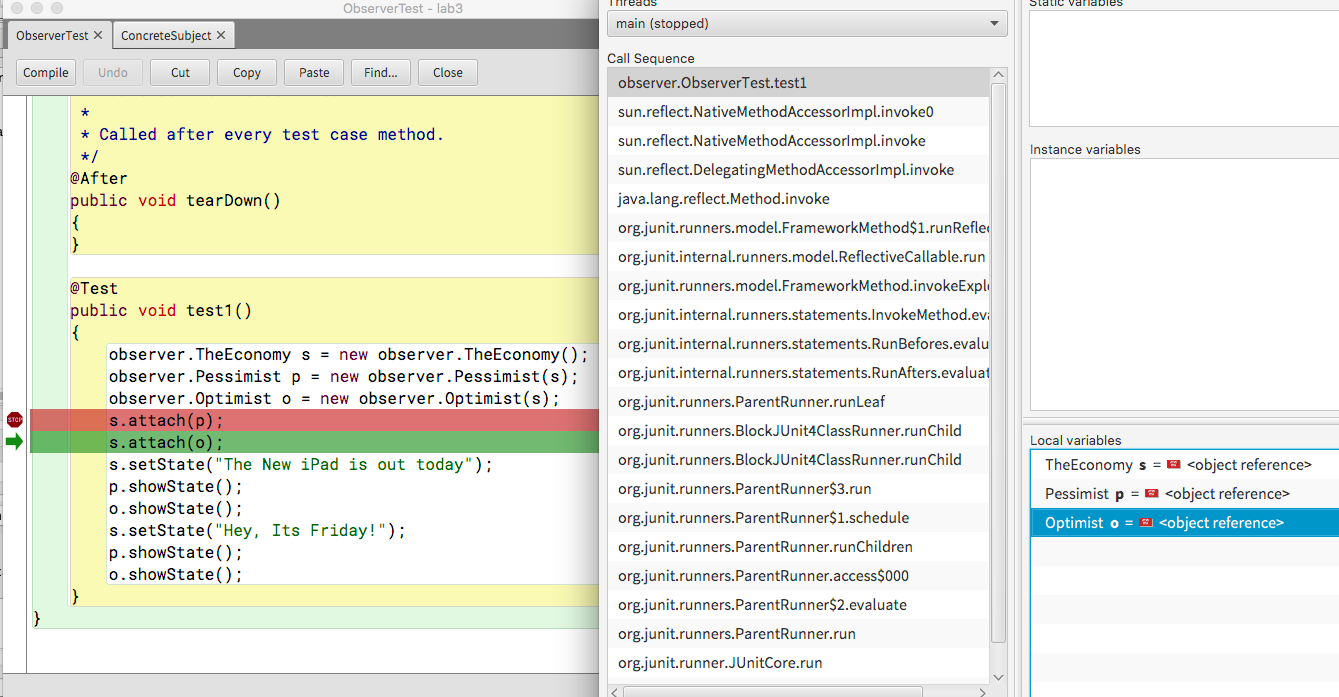 ObserverTest - lab3
ObserverTest ✕ ConcreteSubject ✕
Compile Undo Cut Copy Paste Find... Close
*
* Called after every test case method.
*/
@After
public void tearDown()
{
}
@Test
public void test1()
{
observer.TheEconomy s = new observer.TheEconomy();
observer.Pessimist p = new observer.Pessimist(s);
observer.Optimist o = new observer.Optimist(s);
STOP
s.attach(p);
s.attach(o);
s.setState("The New iPad is out today");
p.showState();
o.showState();
s.setState("Hey, Its Friday!");
p.showState();
o.showState();
}
}
Threads
main (stopped)
Call Sequence
observer.ObserverTest.test1
sun.reflect.NativeMethodAccessorImpl.invoke0
sun.reflect.NativeMethodAccessorImpl.invoke
sun.reflect.DelegatingMethodAccessorImpl.invoke
java.lang.reflect.Method.invoke
org.junit.runners.model.FrameworkMethod$1.runReflec
org.junit.internal.runners.model.ReflectiveCallable.run
org.junit.runners.model.FrameworkMethod.invokeExplo
org.junit.internal.runners.statements.InvokeMethod.eva
org.junit.internal.runners.statements.RunBefores.evalu
org.junit.internal.runners.statements.RunAfters.evaluat
org.junit.runners.ParentRunner.runLeaf
org.junit.runners.BlockJUnit4ClassRunner.runChild
org.junit.runners.BlockJUnit4ClassRunner.runChild
org.junit.runners.ParentRunner$3.run
org.junit.runners.ParentRunner$1.schedule
org.junit.runners.ParentRunner.runChildren
org.junit.runners.ParentRunner.access$000
org.junit.runners.ParentRunner$2.evaluate
org.junit.runners.ParentRunner.run
org.junit.runner.JUnitCore.run
Static variables
Instance variables
Local variables
TheEconomy s = <object reference>
Pessimist p = <object reference>
Optimist o = <object reference>